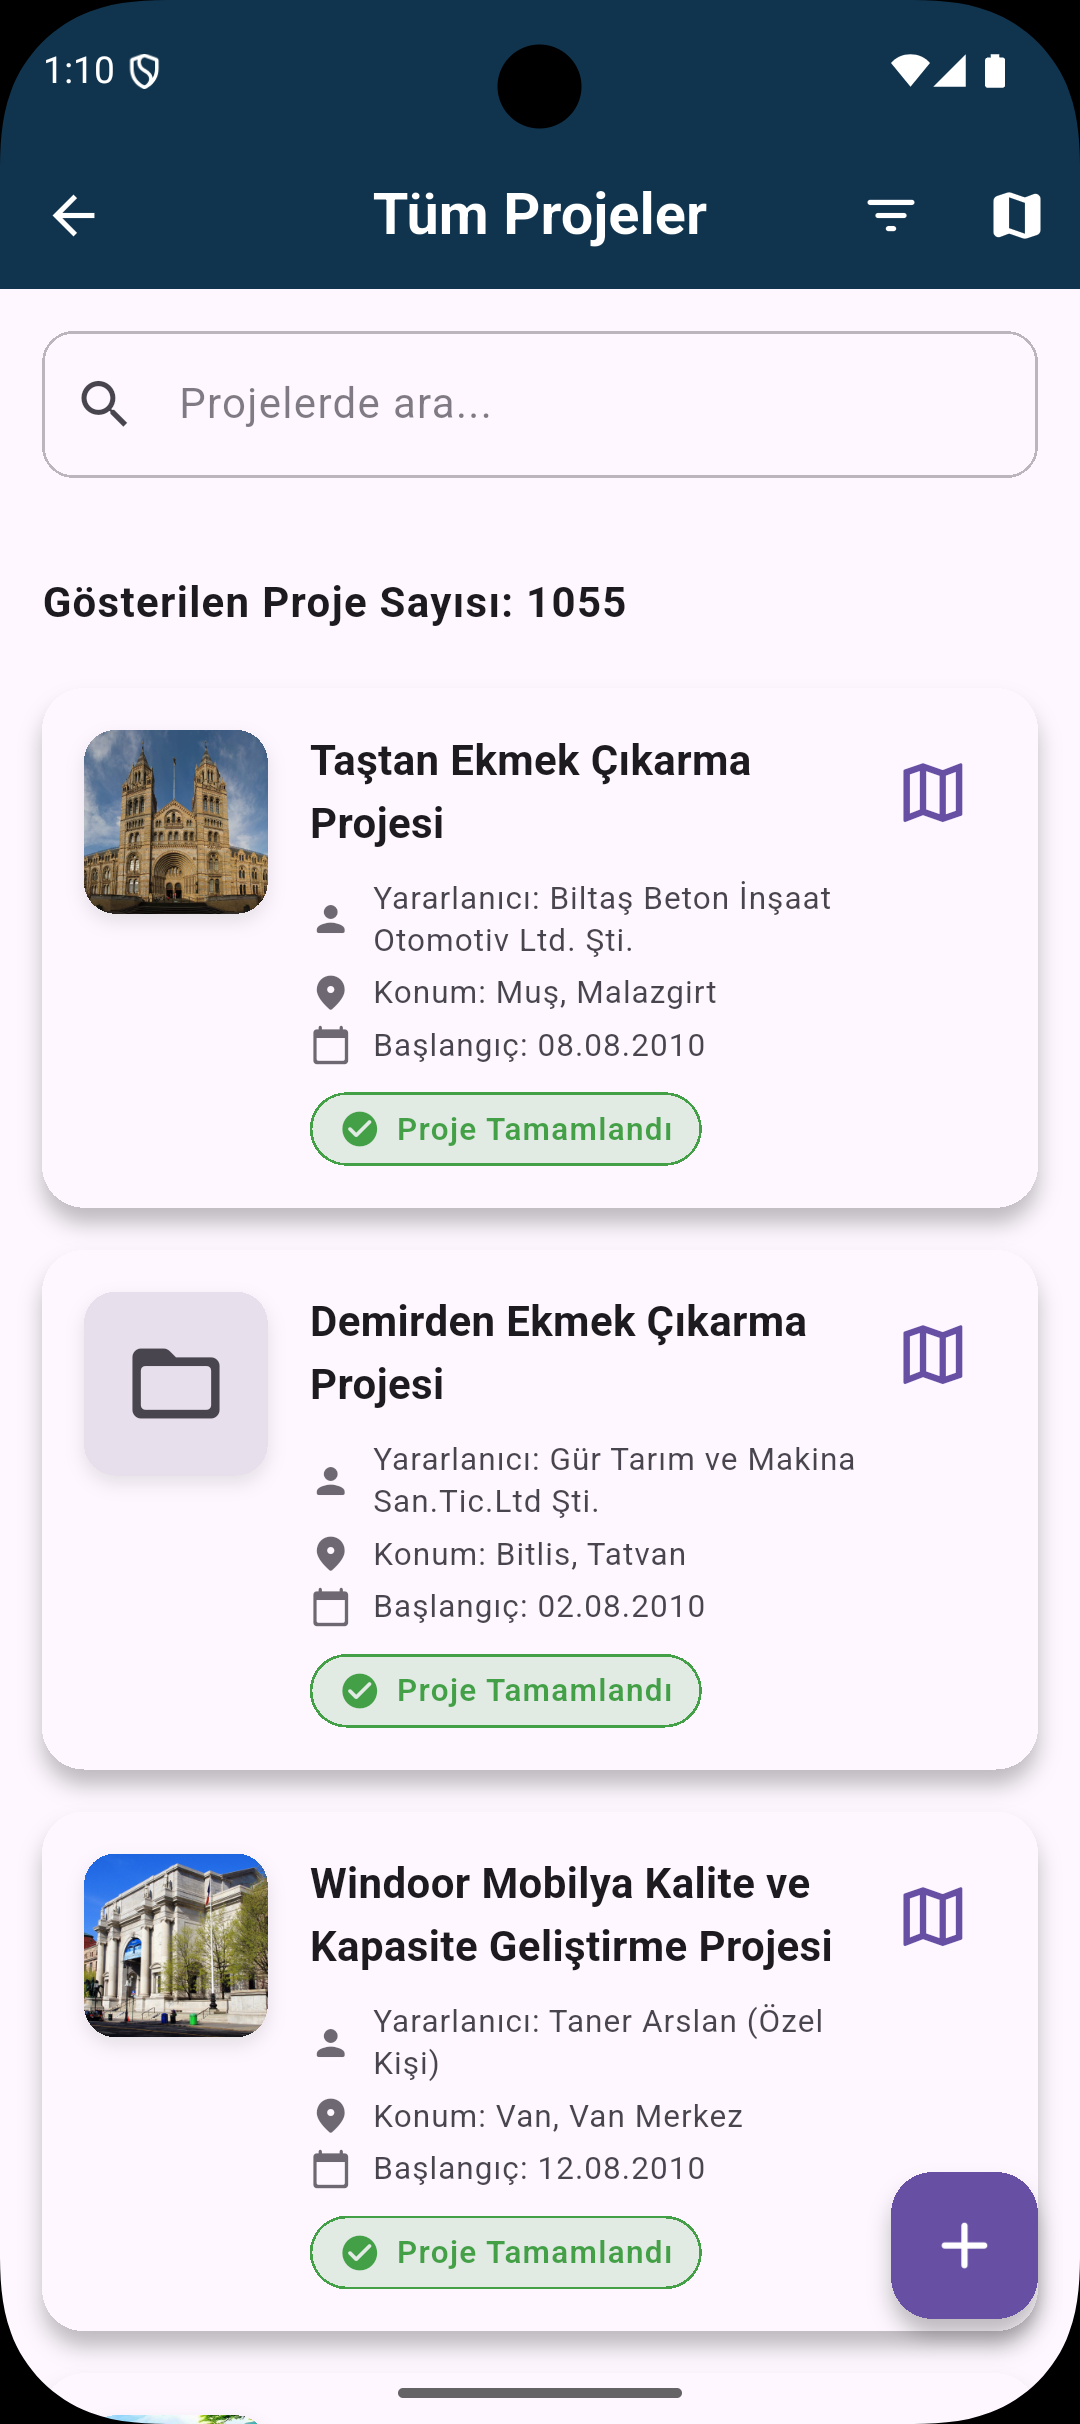 1:10
Tüm Projeler
Projelerde ara...
Gösterilen Proje Sayısı: 1055
Taştan Ekmek Çıkarma
Projesi
Yararlanıcı: Biltaş Beton İnşaat
Otomotiv Ltd. Şti.
Konum: Muş, Malazgirt
Başlangıç: 08.08.2010
Proje Tamamlandı
Demirden Ekmek Çıkarma
Projesi
Yararlanıcı: Gür Tarım ve Makina
San.Tic.Ltd Şti.
Konum: Bitlis, Tatvan
Başlangıç: 02.08.2010
Proje Tamamlandı
Windoor Mobilya Kalite ve
Kapasite Geliştirme Projesi
Yararlanıcı: Taner Arslan (Özel
Kişi)
Konum: Van, Van Merkez
Başlangıç: 12.08.2010
Proje Tamamlandı